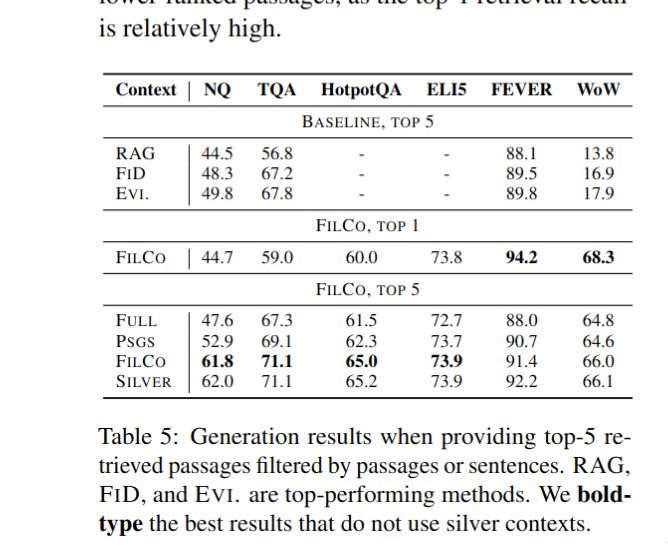 lower-ranked passages, as the top-1 retrieval recall
is relatively high.
Context NQ TQA HotpotQA ELI5 FEVER WoW
BASELINE, TOP 5
RAG 44.5 56.8 - - 88.1 13.8
FID 48.3 67.2 - - 89.5 16.9
EVI. 49.8 67.8 - - 89.8 17.9
FILCO, TOP 1
FILCO 44.7 59.0 60.0 73.8 94.2 68.3
FILCO, TOP 5
FULL 47.6 67.3 61.5 72.7 88.0 64.8
PSGS 52.9 69.1 62.3 73.7 90.7 64.6
FILCO 61.8 71.1 65.0 73.9 91.4 66.0
SILVER 62.0 71.1 65.2 73.9 92.2 66.1
Table 5: Generation results when providing top-5 re-
trieved passages filtered by passages or sentences. RAG,
FID, and EVI. are top-performing methods. We bold-
type the best results that do not use silver contexts.